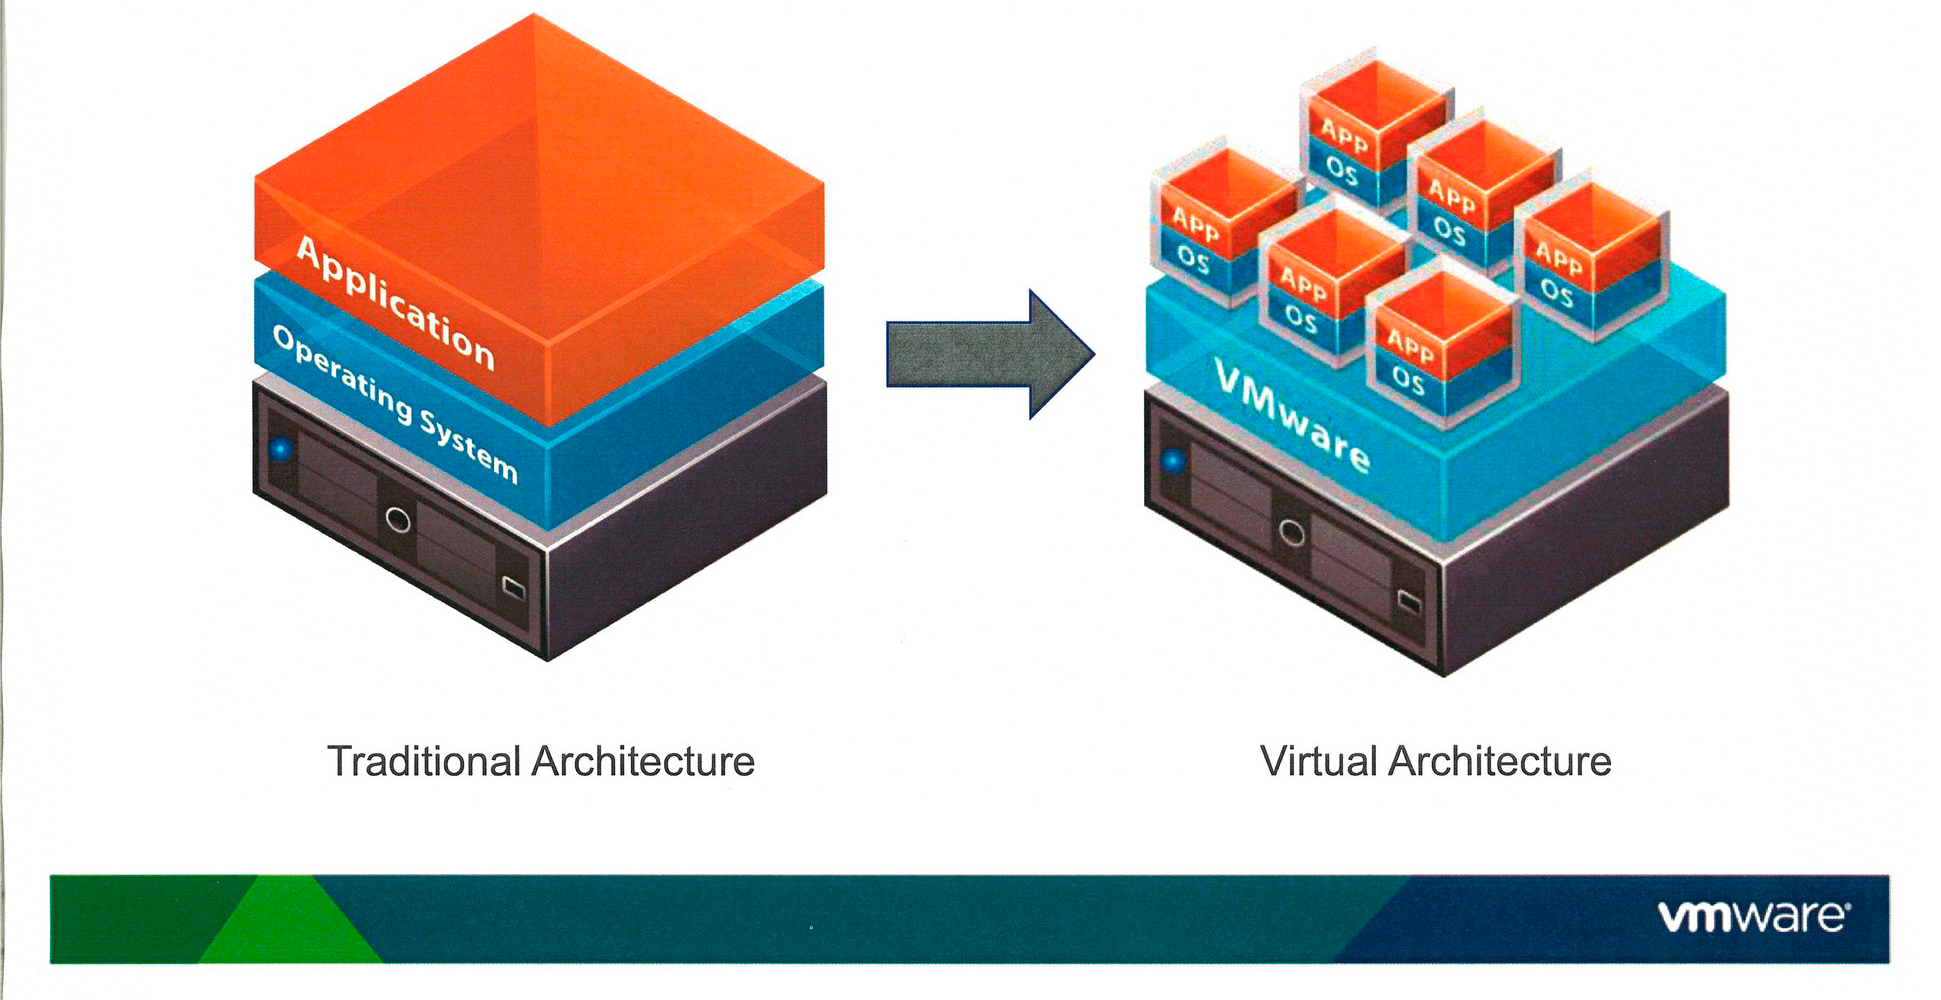 Application
Operating System
APP
OS
APP
OS
APP
OS
APP
OS
APP
OS
APP
OS
VMware
Traditional Architecture
Virtual Architecture
vmware®